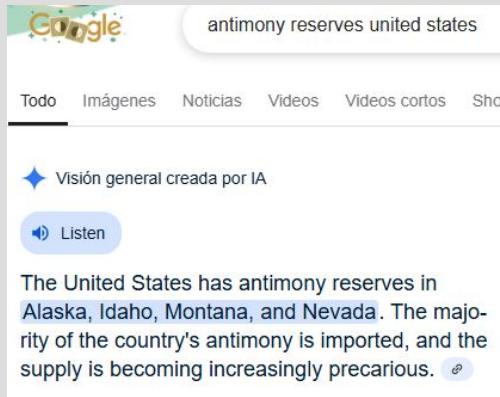 Google
antimony reserves united states
Todo Imágenes Noticias Videos Videos cortos Sho
Visión general creada por IA
Listen
The United States has antimony reserves in
Alaska, Idaho, Montana, and Nevada. The majo-
rity of the country's antimony is imported, and the
supply is becoming increasingly precarious.